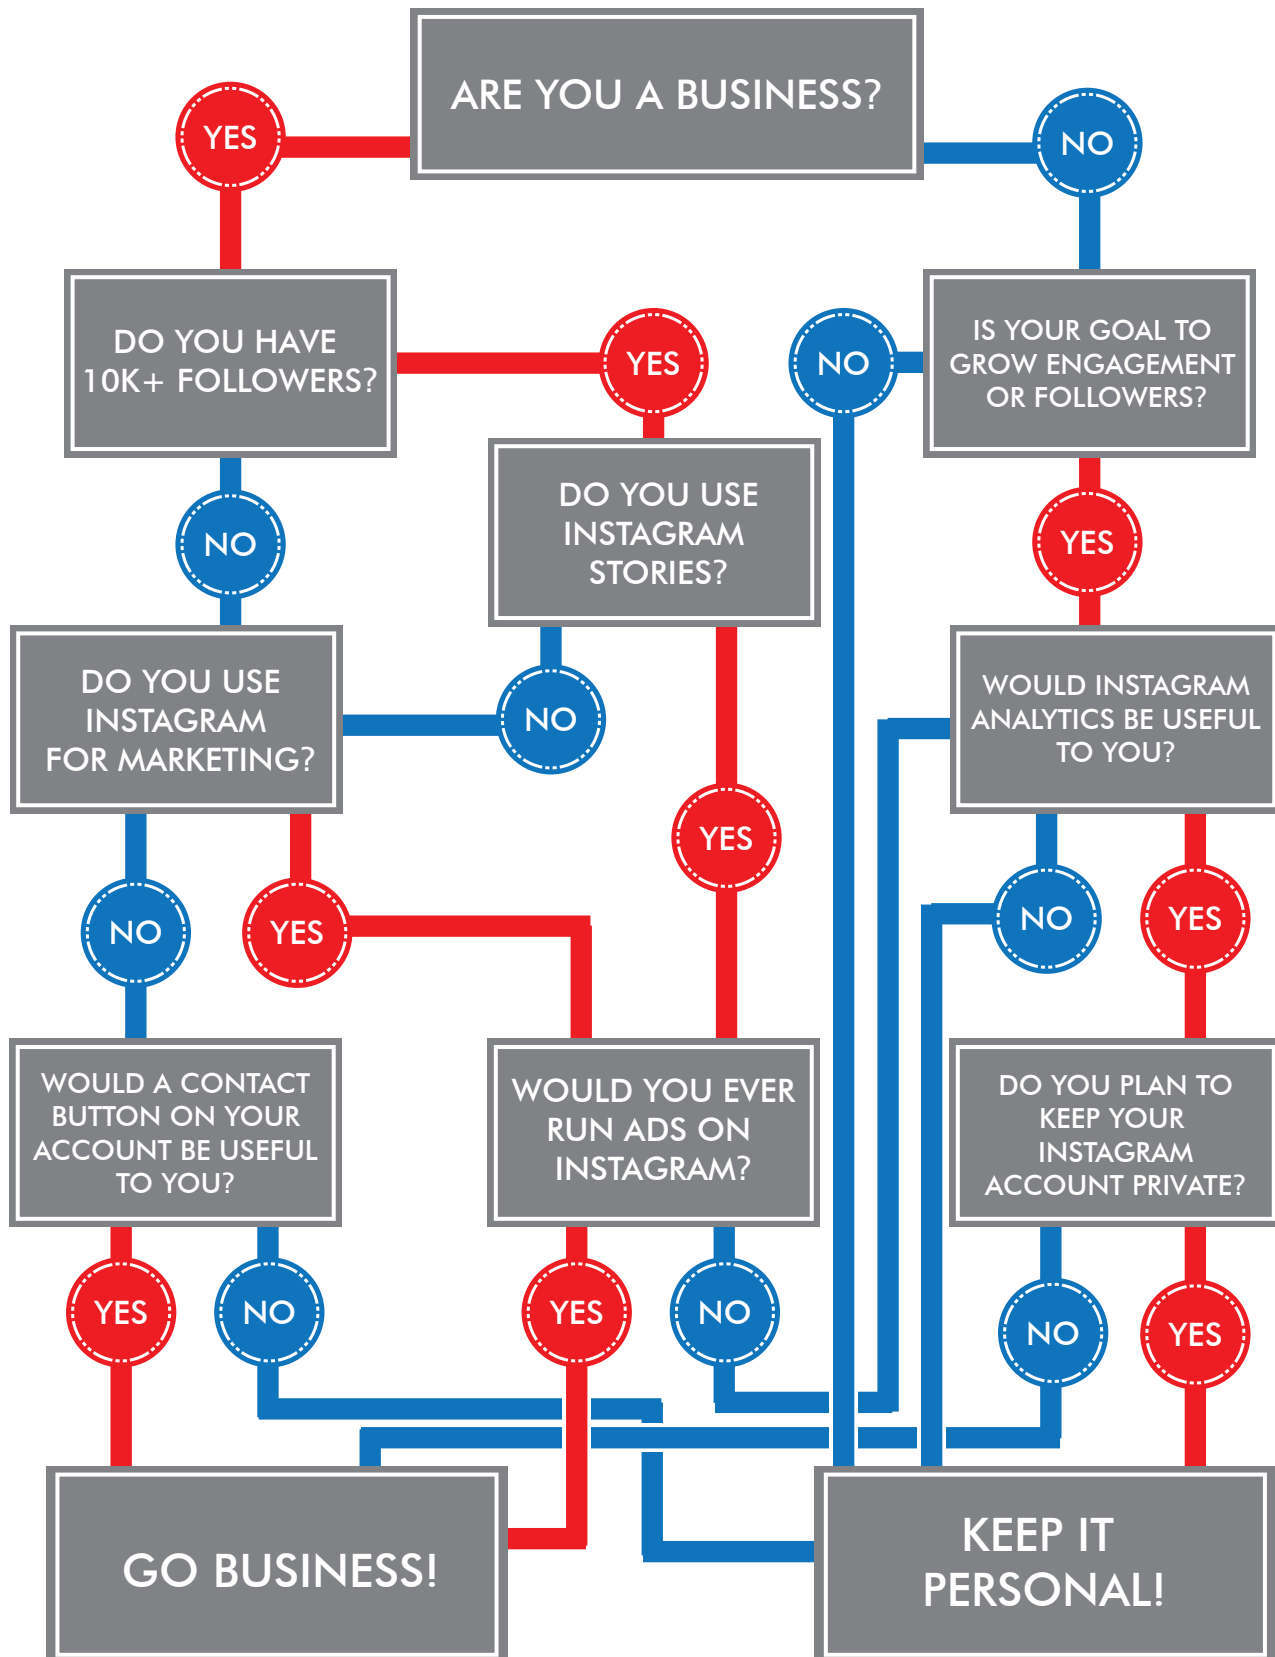 ARE YOU A BUSINESS?
YES
NO
DO YOU HAVE
10K+ FOLLOWERS?
YES
NO
IS YOUR GOAL TO
GROW ENGAGEMENT
OR FOLLOWERS?
NO
DO YOU USE
INSTAGRAM
STORIES?
YES
DO YOU USE
INSTAGRAM
FOR MARKETING?
NO
WOULD INSTAGRAM
ANALYTICS BE USEFUL
TO YOU?
YES
NO
YES
NO
YES
WOULD A CONTACT
BUTTON ON YOUR
ACCOUNT BE USEFUL
TO YOU?
WOULD YOU EVER
RUN ADS ON
INSTAGRAM?
DO YOU PLAN TO
KEEP YOUR
INSTAGRAM
ACCOUNT PRIVATE?
YES
NO
YES
NO
NO
YES
GO BUSINESS!
KEEP IT
PERSONAL!